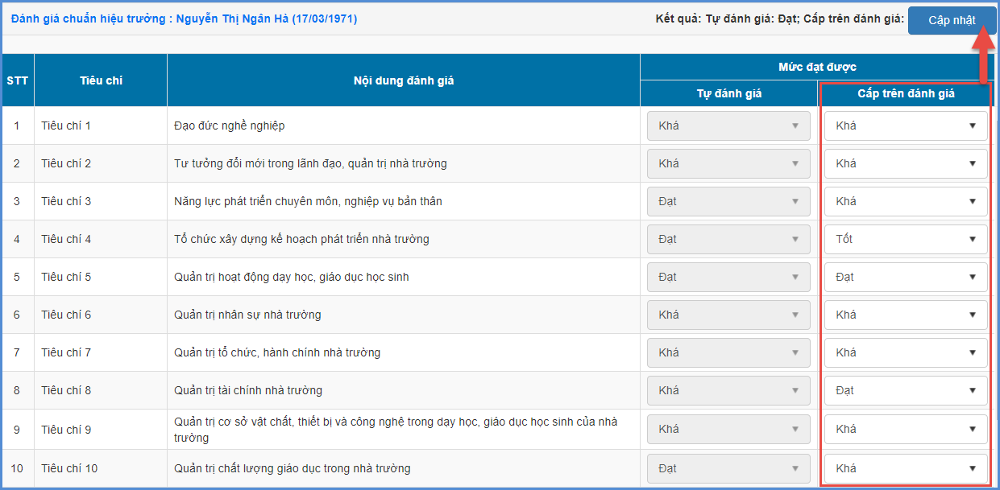 Đánh giá chuẩn hiệu trưởng : Nguyễn Thị Ngân Hà (17/03/1971)
Kết quả: Tự đánh giá: Đạt; Cấp trên đánh giá:
Cập nhật
STT
Tiêu chí
Nội dung đánh giá
Mức đạt được
Tự đánh giá
Cấp trên đánh giá
1 Tiêu chí 1 Đạo đức nghề nghiệp Khá Khá
2 Tiêu chí 2 Tư tưởng đổi mới trong lãnh đạo, quản trị nhà trường Khá Khá
3 Tiêu chí 3 Năng lực phát triển chuyên môn, nghiệp vụ bản thân Đạt Khá
4 Tiêu chí 4 Tổ chức xây dựng kế hoạch phát triển nhà trường Đạt Tốt
5 Tiêu chí 5 Quản trị hoạt động dạy học, giáo dục học sinh Đạt Đạt
6 Tiêu chí 6 Quản trị nhân sự nhà trường Khá Khá
7 Tiêu chí 7 Quản trị tổ chức, hành chính nhà trường Khá Khá
8 Tiêu chí 8 Quản trị tài chính nhà trường Khá Đạt
9 Tiêu chí 9 Quản trị cơ sở vật chất, thiết bị và công nghệ trong dạy học, giáo dục học sinh của nhà
trường Khá Khá
10 Tiêu chí 10 Quản trị chất lượng giáo dục trong nhà trường Đạt Khá